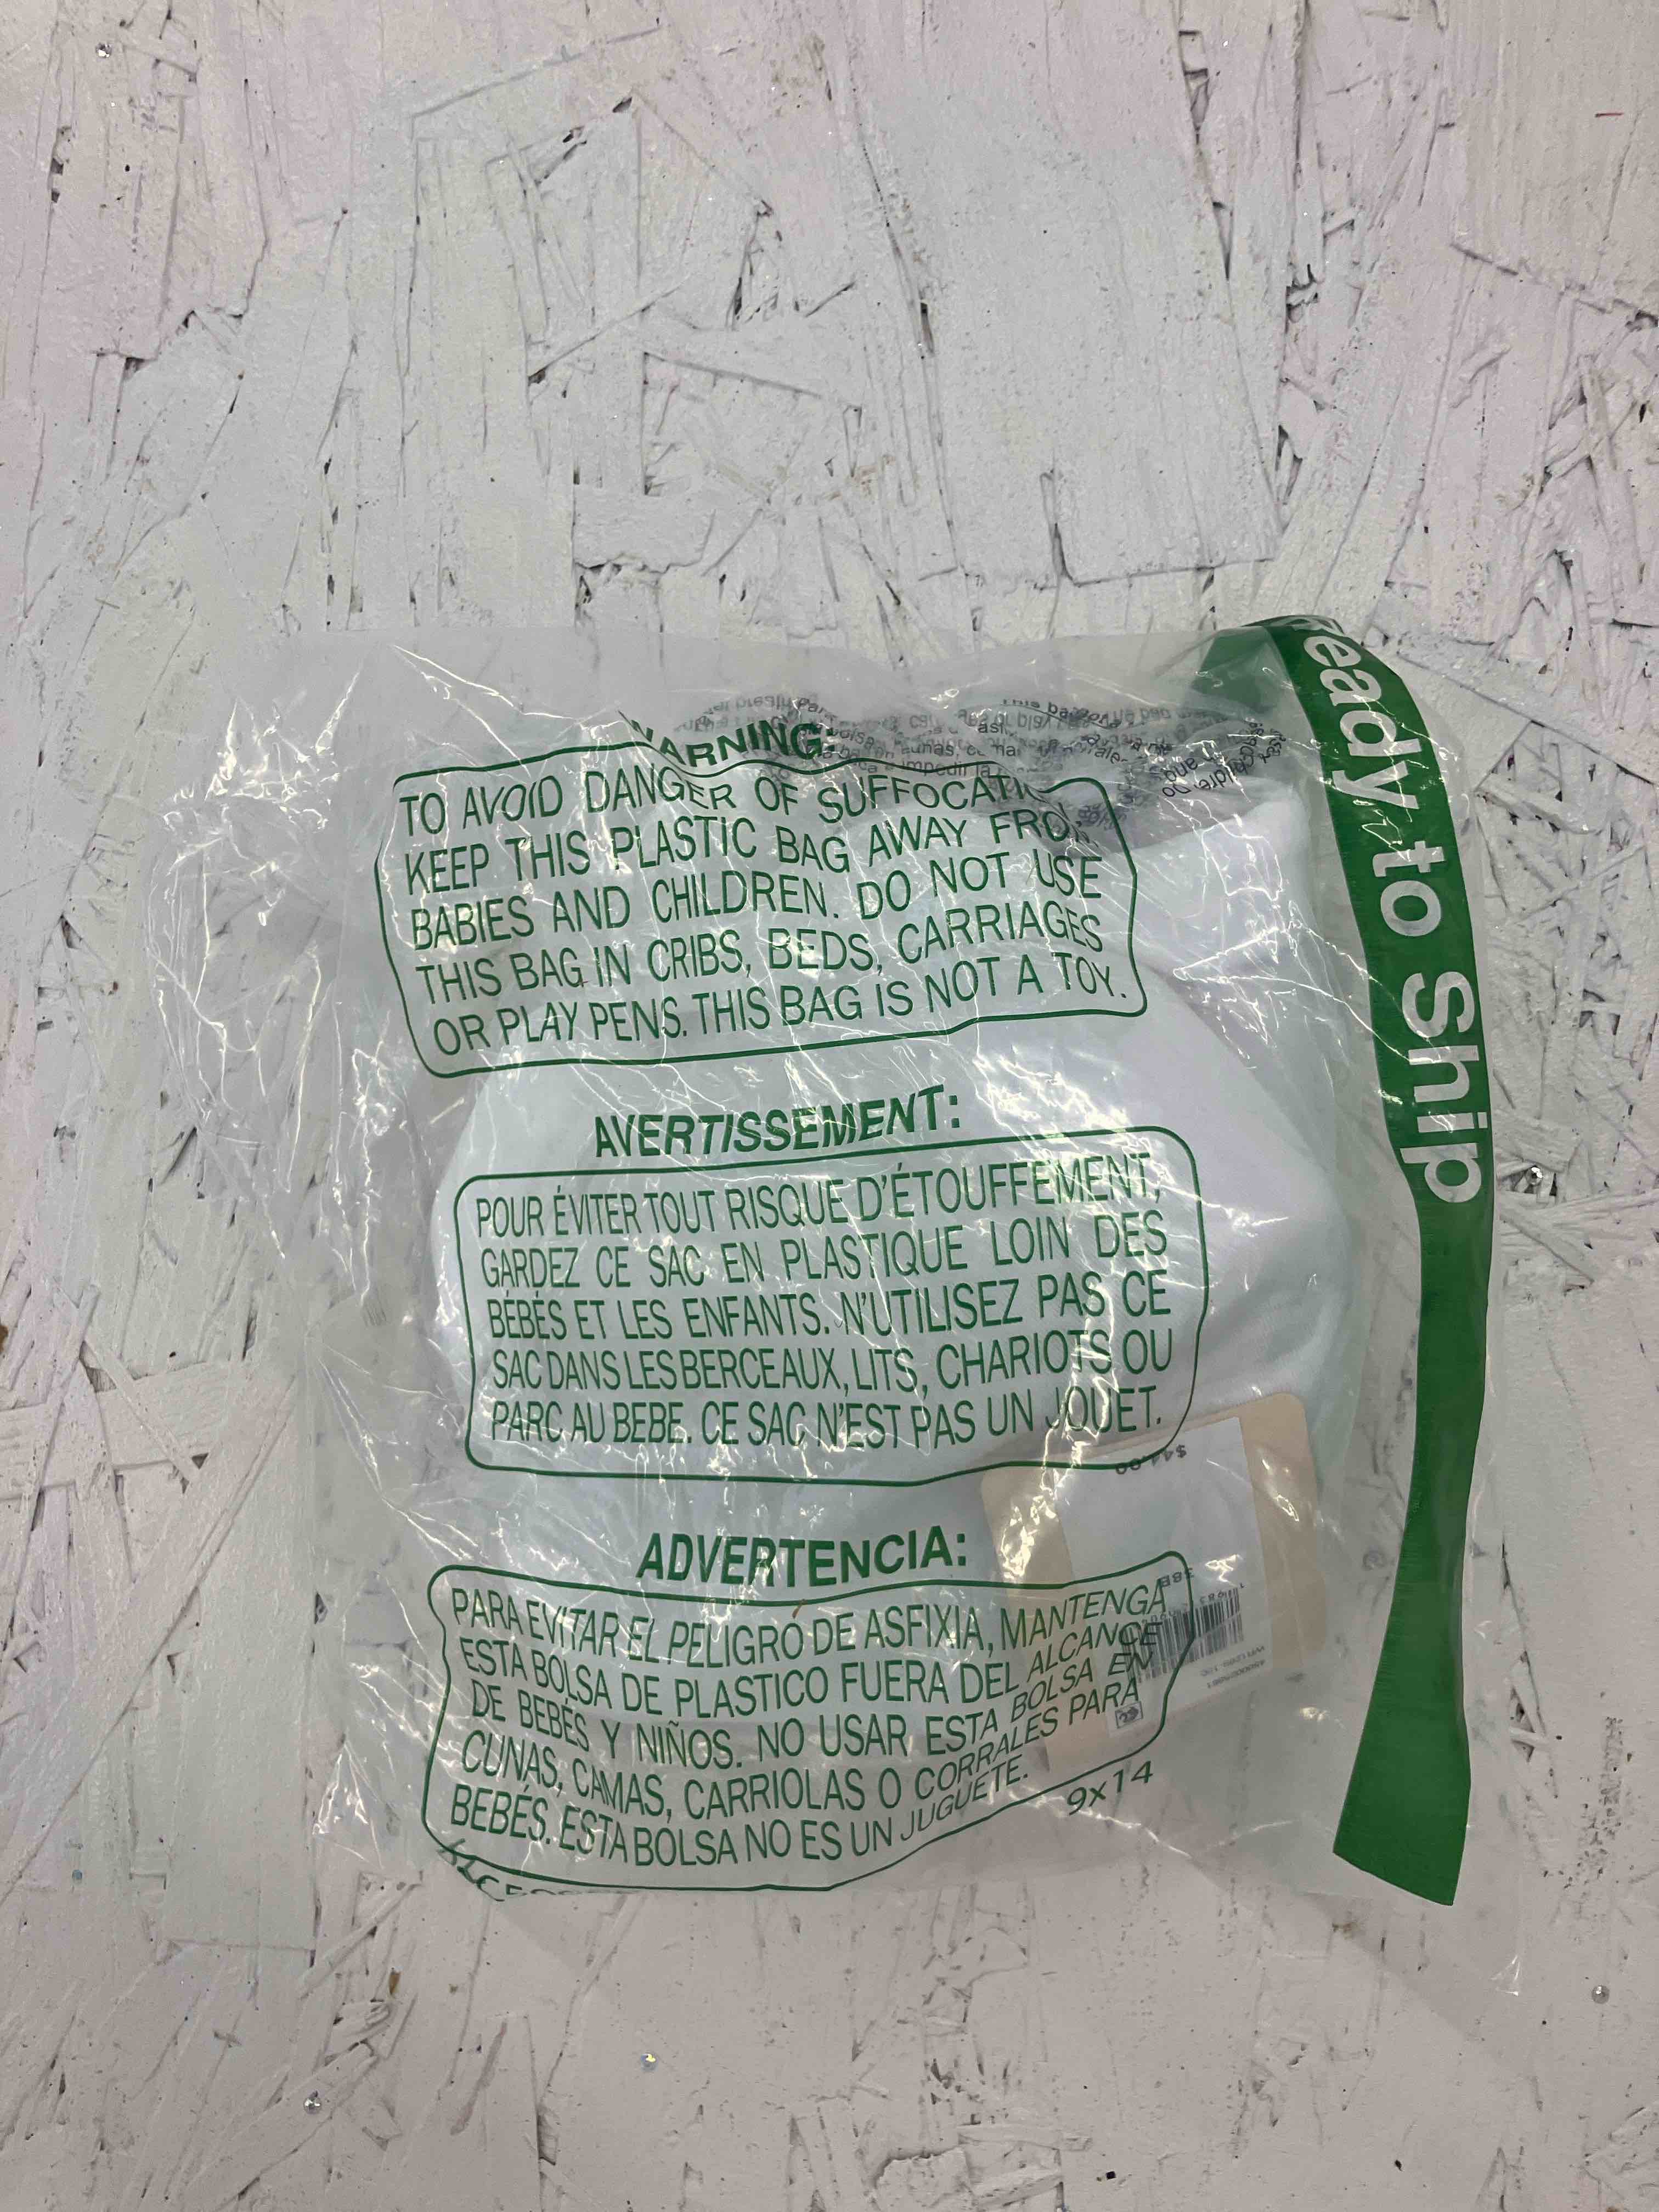 WARNING:
TO AVOID DANGER OF SUFFOCATI
KEEP THIS PLASTIC BAG AWAY FRO
BABIES AND CHILDREN. DO NOT USE
THIS BAG IN CRIBS, BEDS, CARRIAGES
OR PLAY PENS. THIS BAG IS NOT A TOY.
AVERTISSEMENT:
POUR ÉVITER TOUT RISQUE D'ÉTOUFFEMENT,
GARDEZ CE SAC EN PLASTIQUE LOIN DES
BÉBÉS ET LES ENFANTS. N'UTILISEZ PAS CE
SAC DANS LES BERCEAUX, LITS, CHARIOTS OU
PARC AU BEBE. CE SAC N'EST PAS UN JOUET.
ADVERTENCIA:
PARA EVITAR EL PELIGRO DE ASFIXIA, MANTENGA
ESTA BOLSA DE PLASTICO FUERA DEL ALCANCE
DE BEBÉS Y NIÑOS. NO USAR ESTA BOLSA EN
CUNAS, CAMAS, CARRIOLAS O CORRALES PARA
BEBÉS. ESTA BOLSA NO ES UN JUGUETE.
9x14
eady to Ship
$44.00
38B